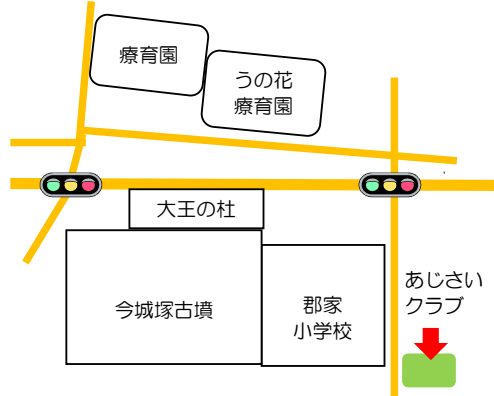 療育園
うの花
療育園
大王の杜
今城塚古墳
郡家
小学校
あじさい
クラブ